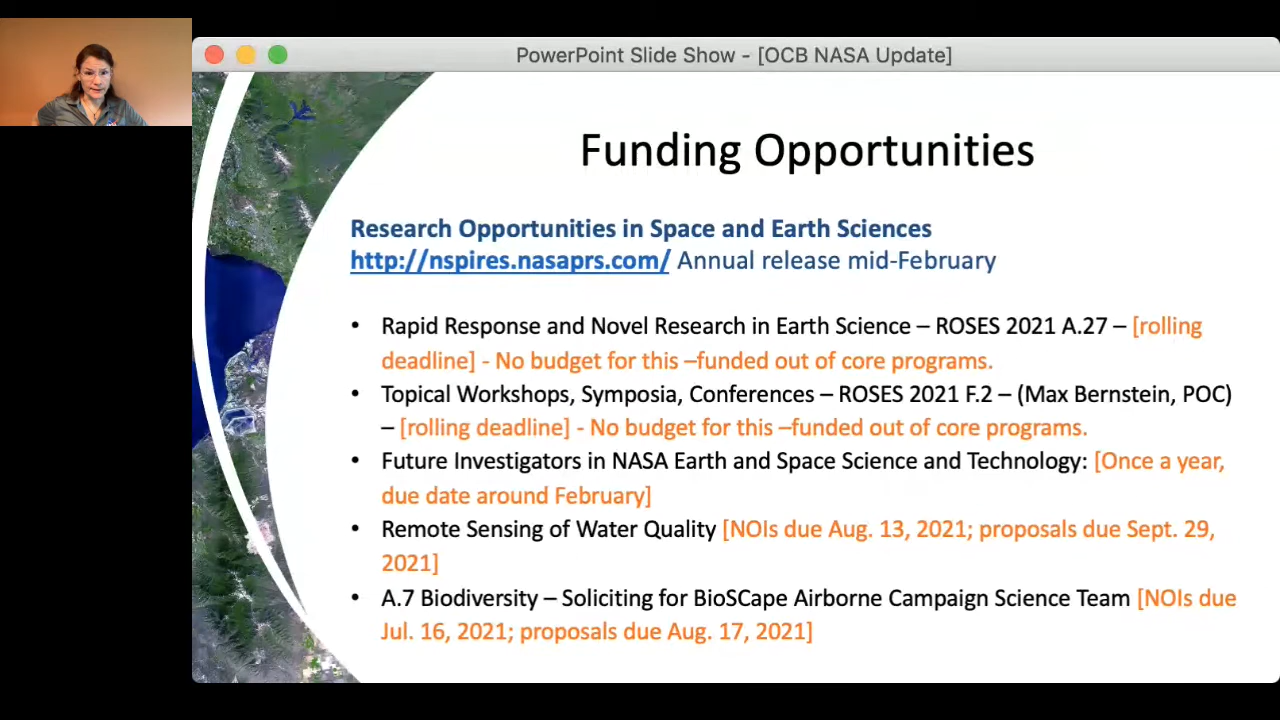 PowerPoint Slide Show - [OCB NASA Update]
Funding Opportunities
Research Opportunities in Space and Earth Sciences
http://nspires.nasaprs.com/ Annual release mid-February
• Rapid Response and Novel Research in Earth Science – ROSES 2021 A.27 – [rolling
deadline] - No budget for this –funded out of core programs.
• Topical Workshops, Symposia, Conferences – ROSES 2021 F.2 – (Max Bernstein, POC)
– [rolling deadline] - No budget for this –funded out of core programs.
• Future Investigators in NASA Earth and Space Science and Technology: [Once a year,
due date around February]
• Remote Sensing of Water Quality [NOIs due Aug. 13, 2021; proposals due Sept. 29,
2021]
• A.7 Biodiversity – Soliciting for BioSCape Airborne Campaign Science Team [NOIs due
Jul. 16, 2021; proposals due Aug. 17, 2021]